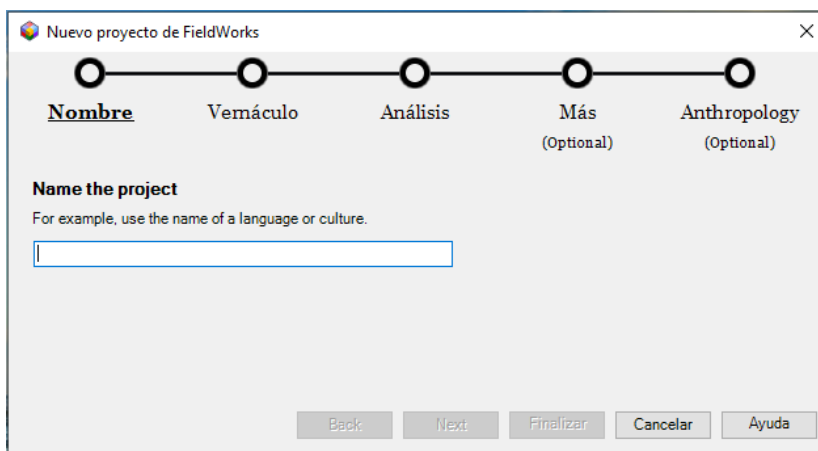 Nuevo proyecto de FieldWorks
Nombre Vernáculo Análisis Más Anthropology
(Optional) (Optional)
Name the project
For example, use the name of a language or culture.
Back Next Finalizar Cancelar Ayuda